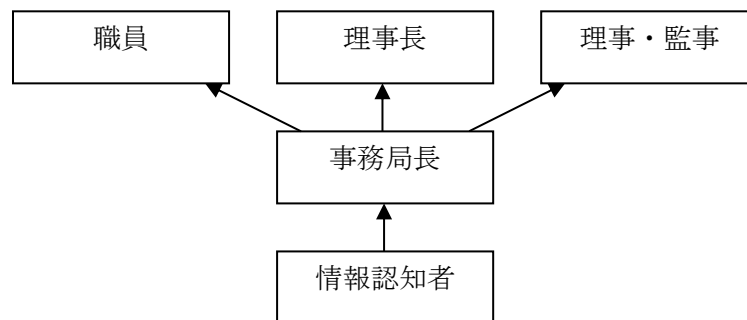 職員
理事長
理事・監事
事務局長
情報認知者